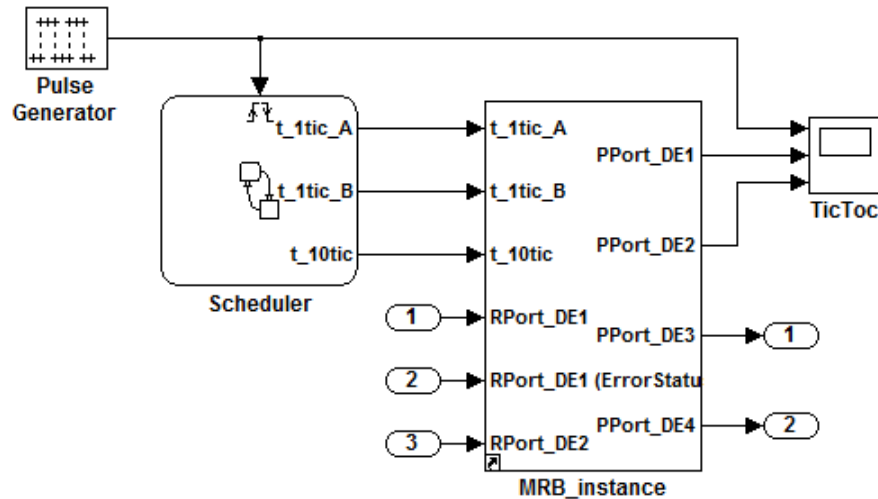 Pulse
Generator
t_1tic_A
t_1tic_B
t_10tic
Scheduler
t_1tic_A
t_1tic_B
t_10tic
1
RPort_DE1
2
RPort_DE1 (ErrorStatu
3
RPort_DE2
PPort_DE1
PPort_DE2
PPort_DE3
1
PPort_DE4
2
MRB_instance
TicToc